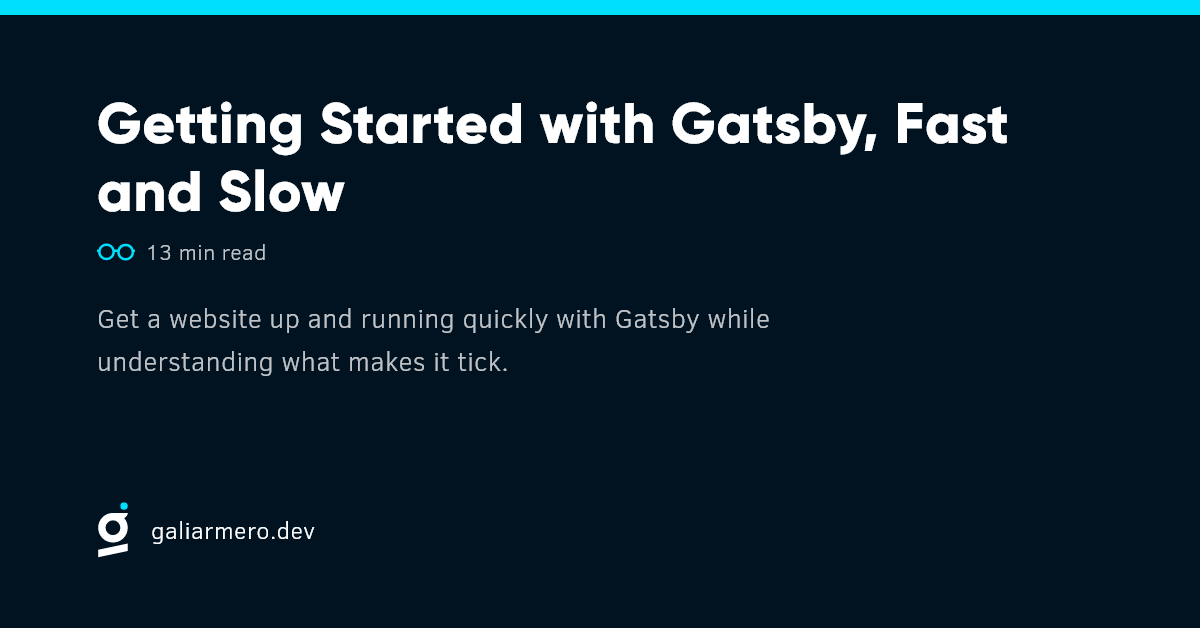 Getting Started with Gatsby, Fast
and Slow
13 min read
Get a website up and running quickly with Gatsby while
understanding what makes it tick.
galiarmero.dev